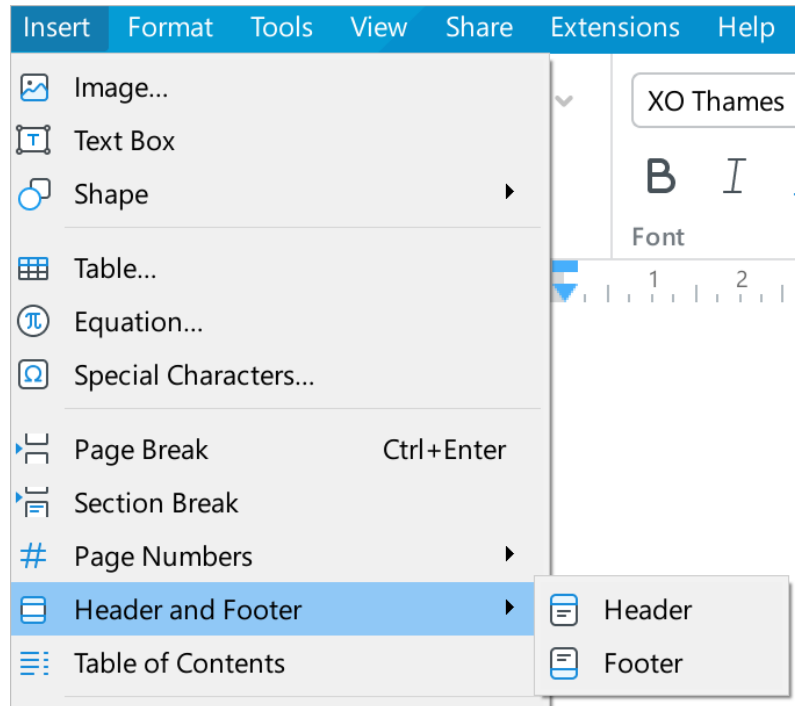 Insert Format Tools View Share Extensions Help
Image...
XO Thames
Text Box
B I
Shape
Font
Table...
1 2
Equation...
Special Characters...
Page Break Ctrl+Enter
Section Break
Page Numbers
Header and Footer Header
Table of Contents Footer